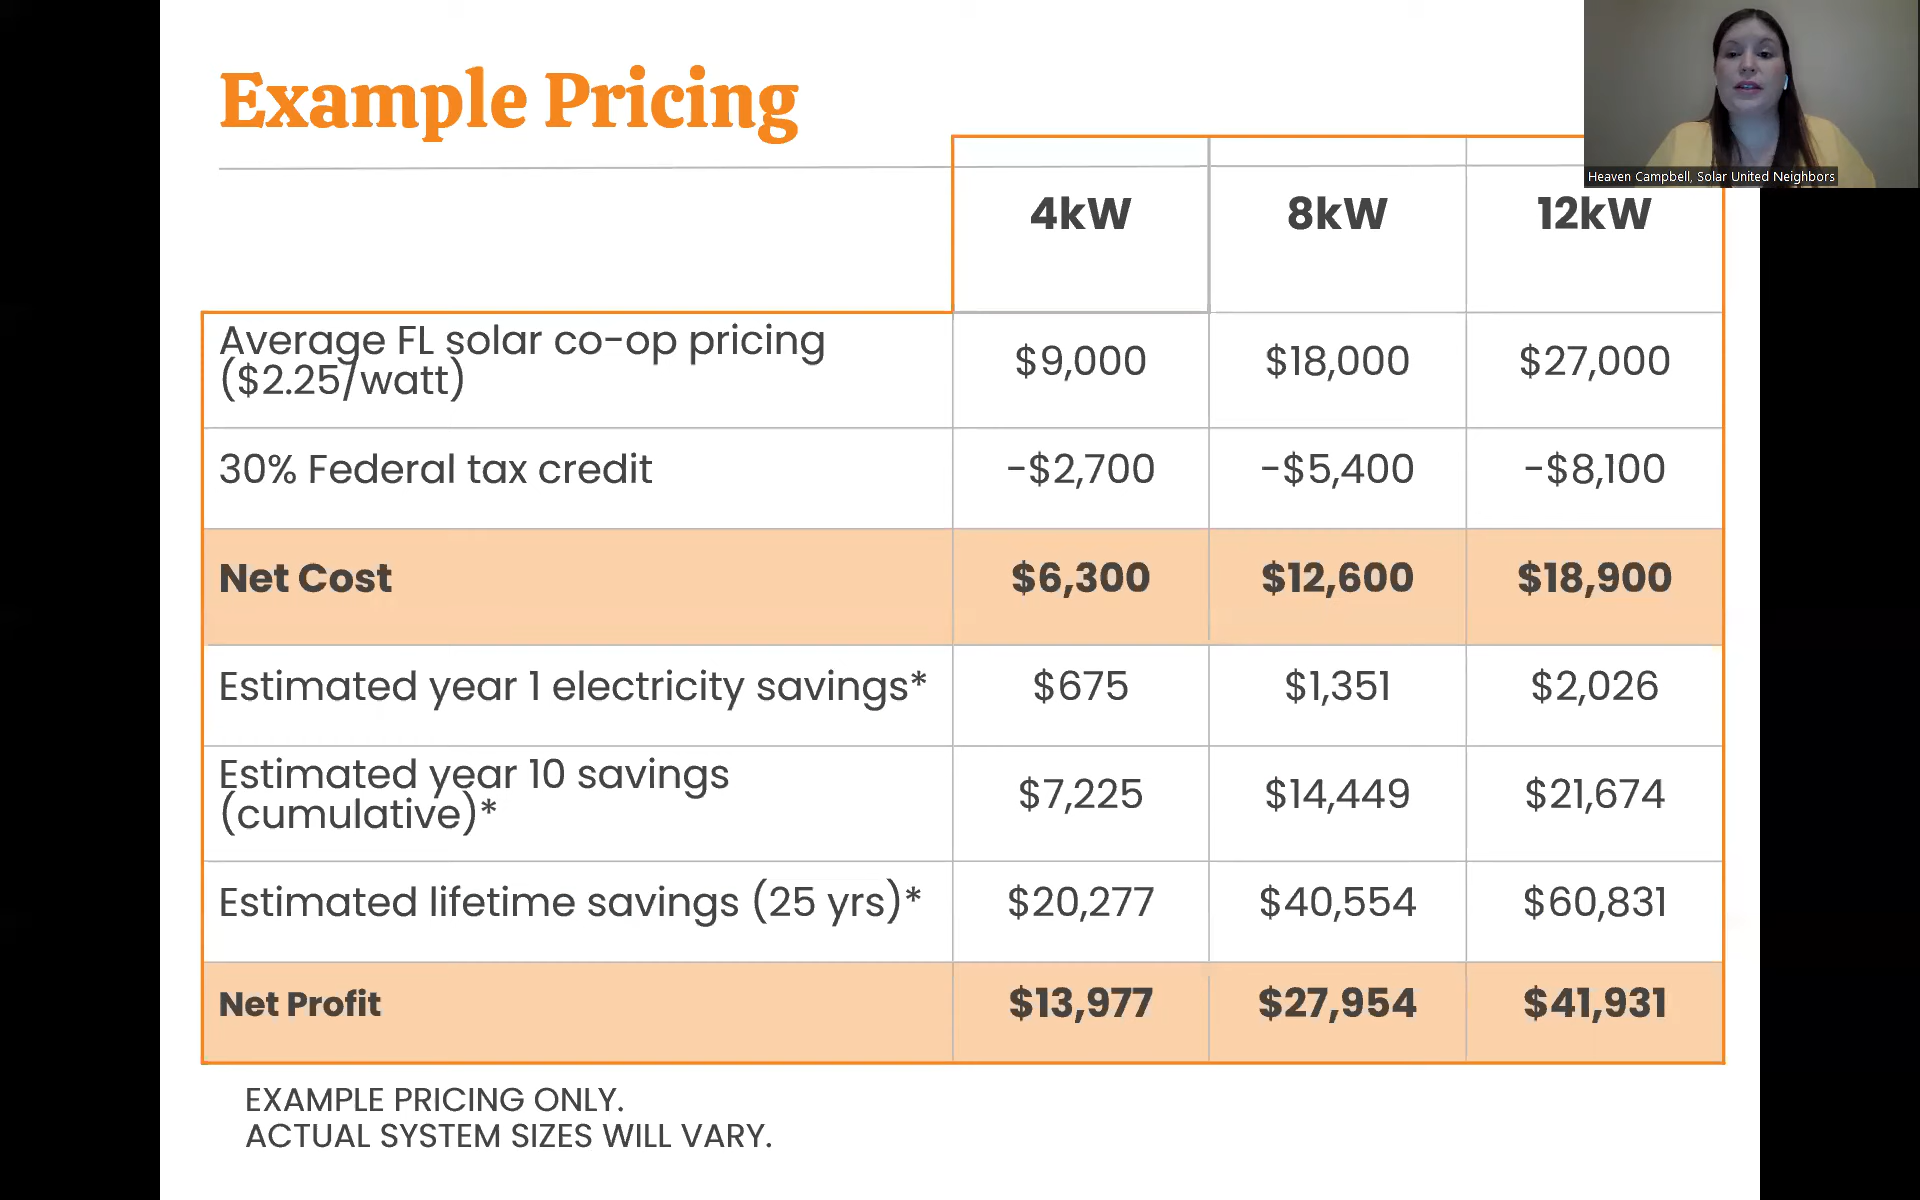 Example Pricing
Heaven Campbell, Solar United Neighbors
4kW 8kW 12kW
Average FL solar co-op pricing
($2.25/watt) $9,000 $18,000 $27,000
30% Federal tax credit -$2,700 -$5,400 -$8,100
Net Cost $6,300 $12,600 $18,900
Estimated year 1 electricity savings* $675 $1,351 $2,026
Estimated year 10 savings
(cumulative)* $7,225 $14,449 $21,674
Estimated lifetime savings (25 yrs)* $20,277 $40,554 $60,831
Net Profit $13,977 $27,954 $41,931
EXAMPLE PRICING ONLY.
ACTUAL SYSTEM SIZES WILL VARY.